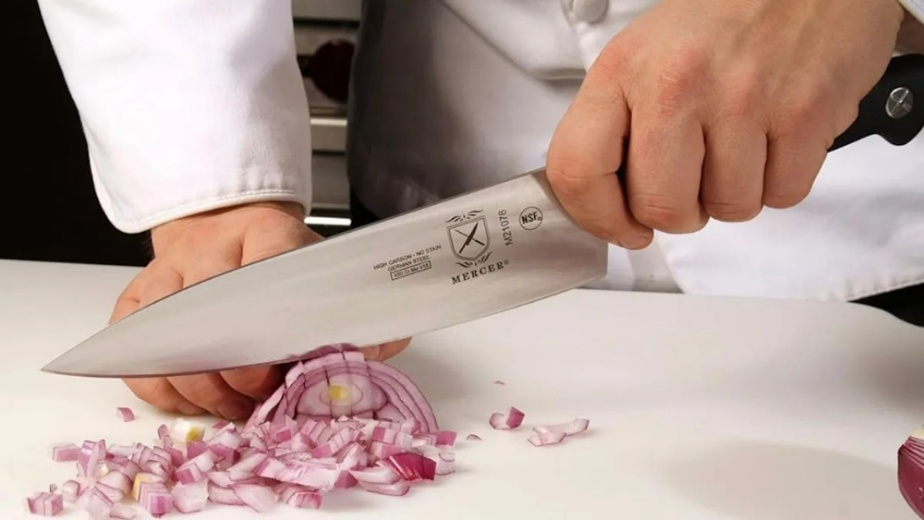 HIGH CARBON • NO STAIN
GERMAN STEEL
MERCER®
M21078
NSF®